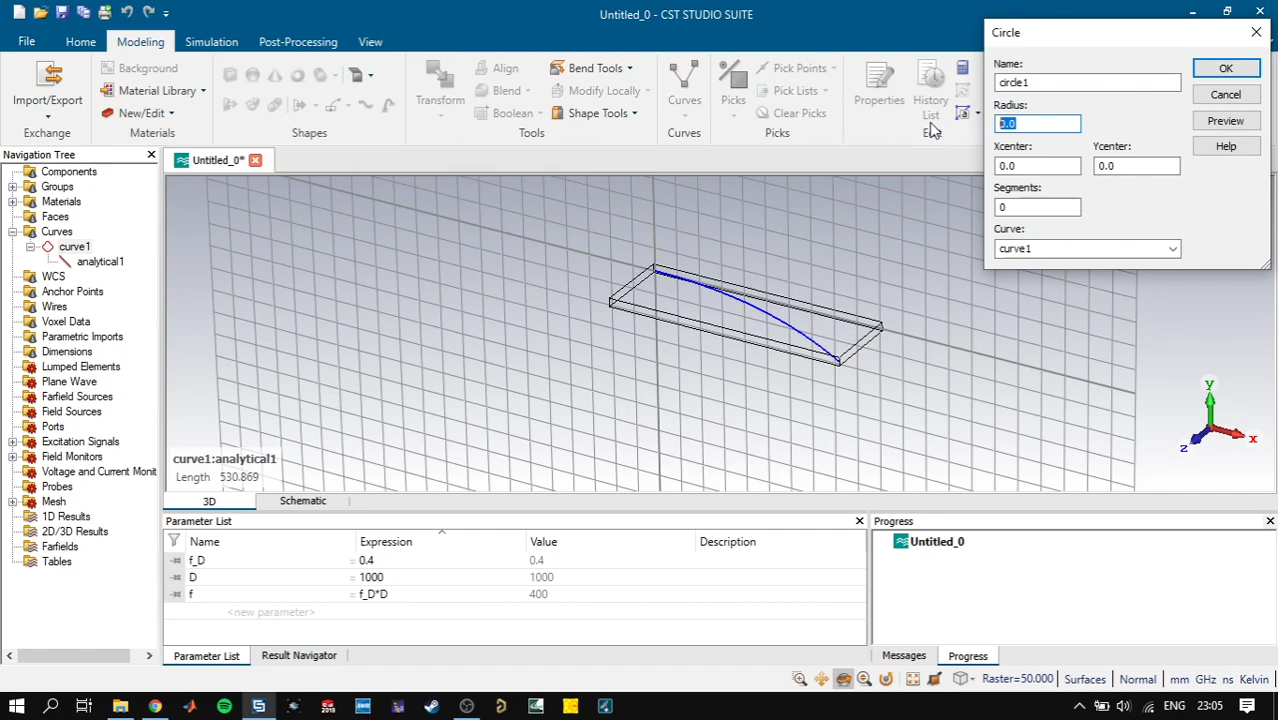 Untitled_0 - CST STUDIO SUITE
File
Home
Modeling
Simulation
Post-Processing
View
Import/Export
Exchange
Background
Material Library
New/Edit
Materials
Shapes
Transform
Align
Blend
Boolean
Bend Tools
Modify Locally
Shape Tools
Tools
Curves
Curves
Picks
Pick Points
Pick Lists
Clear Picks
Picks
Properties
History
List
Circle
Name:
circle1
Radius:
0.0
Xcenter:
Ycenter:
0.0
0.0
Segments:
0
Curve:
curve1
OK
Cancel
Preview
Help
Navigation Tree
Components
Groups
Materials
Faces
Curves
curve1
analytical1
WCS
Anchor Points
Wires
Voxel Data
Parametric Imports
Dimensions
Lumped Elements
Plane Wave
Farfield Sources
Field Sources
Ports
Excitation Signals
Field Monitors
Voltage and Current Monit
Probes
Mesh
1D Results
2D/3D Results
Farfields
Tables
Untitled_0*
y
x
z
curve1:analytical1
Length 530.869
3D
Schematic
Parameter List
Name Expression Value Description
f_D = 0.4 0.4
D = 1000 1000
f = f_D*D 400
<new parameter>
Parameter List
Result Navigator
Progress
Untitled_0
Messages
Progress
Raster=50.000 Surfaces Normal mm GHz ns Kelvin
23:05